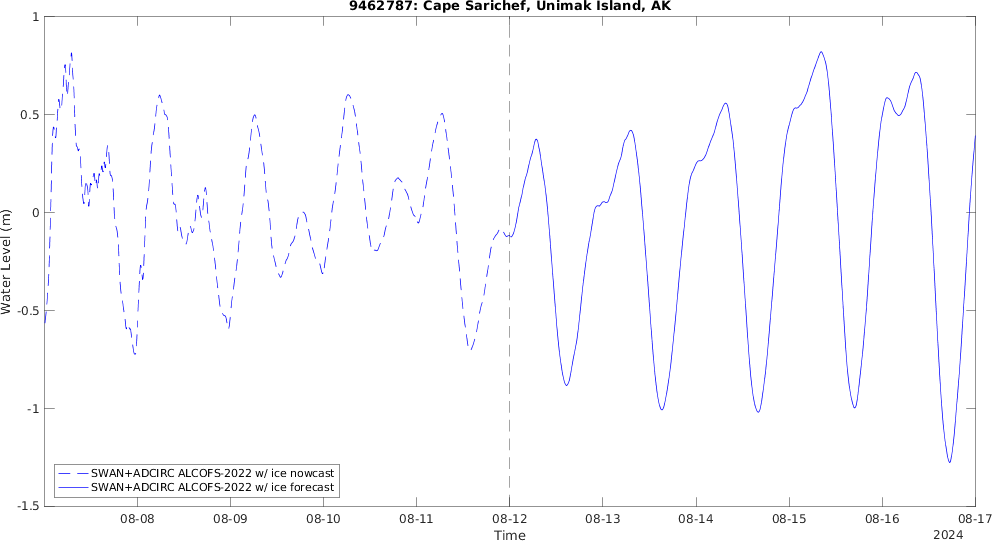 9462787: Cape Sarichef, Unimak Island, AK
1
0.5
0
-0.5
-1
-1.5
Water Level (m)
SWAN+ADCIRC ALCOFS-2022 w/ ice nowcast
SWAN+ADCIRC ALCOFS-2022 w/ ice forecast
08-08 08-09 08-10 08-11 08-12 08-13 08-14 08-15 08-16 08-17
Time
2024